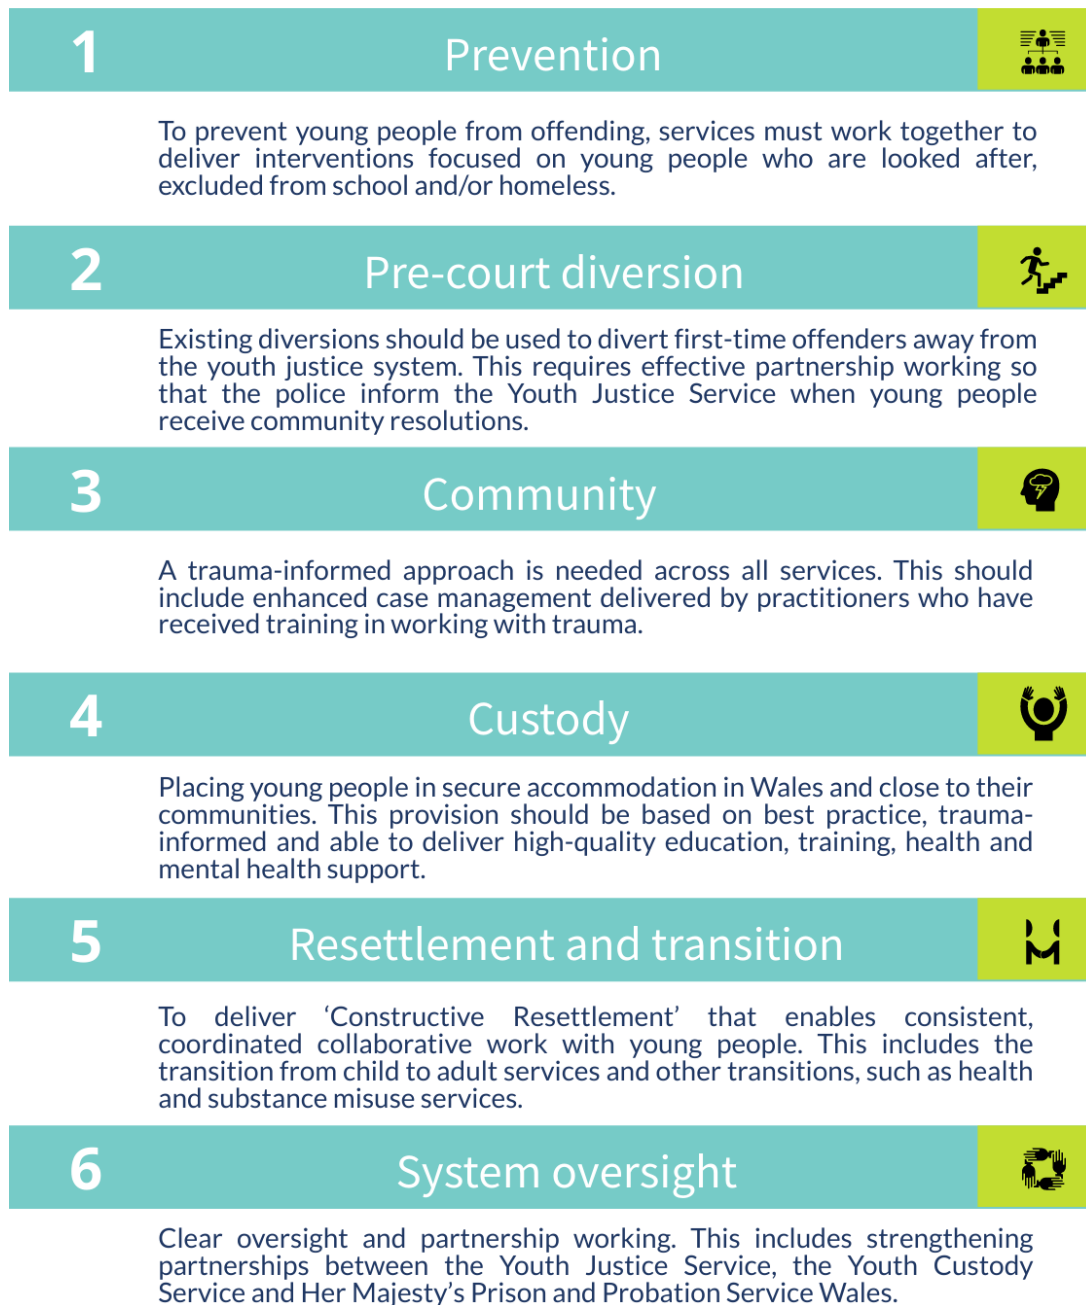 1 Prevention
To prevent young people from offending, services must work together to
deliver interventions focused on young people who are looked after,
excluded from school and/or homeless.
2 Pre-court diversion
Existing diversions should be used to divert first-time offenders away from
the youth justice system. This requires effective partnership working so
that the police inform the Youth Justice Service when young people
receive community resolutions.
3 Community
A trauma-informed approach is needed across all services. This should
include enhanced case management delivered by practitioners who have
received training in working with trauma.
4 Custody
Placing young people in secure accommodation in Wales and close to their
communities. This provision should be based on best practice, trauma-
informed and able to deliver high-quality education, training, health and
mental health support.
5 Resettlement and transition
To deliver ‘Constructive Resettlement’ that enables consistent,
coordinated collaborative work with young people. This includes the
transition from child to adult services and other transitions, such as health
and substance misuse services.
6 System oversight
Clear oversight and partnership working. This includes strengthening
partnerships between the Youth Justice Service, the Youth Custody
Service and Her Majesty’s Prison and Probation Service Wales.